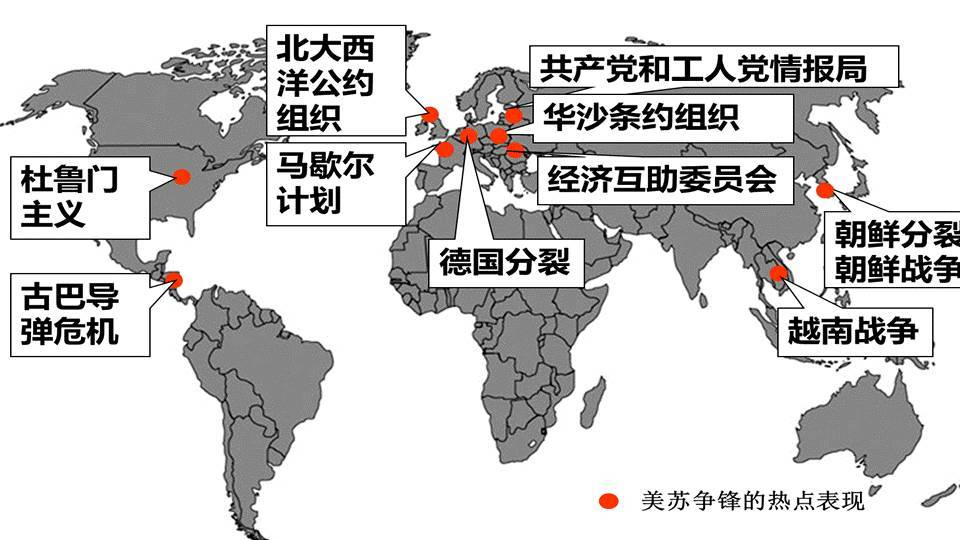 北大西
洋公约
组织
共产党和工人党情报局
华沙条约组织
马歇尔
计划
经济互助委员会
杜鲁门
主义
德国分裂
朝鲜分裂
朝鲜战争
古巴导
弹危机
越南战争
美苏争锋的热点表现